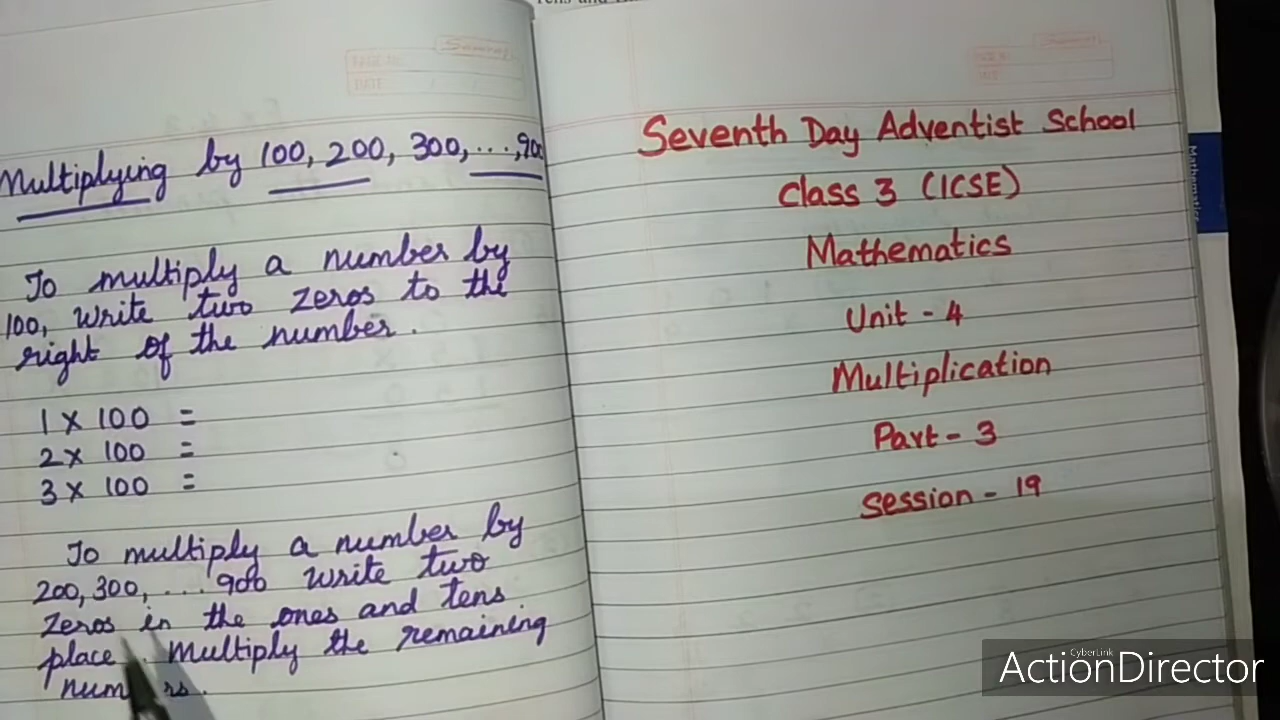 Multiplying by 100, 200, 300, ..., 900
To multiply a number by
100, write two zeros to the
right of the number.
1 x 100 =
2 x 100 =
3 x 100 =
To multiply a number by
200, 300, ... 900 write two
zeros in the ones and tens
place. Multiply the remaining
Seventh Day Adventist School
Class 3 (ICSE)
Mathematics
Unit - 4
Multiplication
Part - 3
Session - 19
Mathematics
CyberLink
ActionDirector